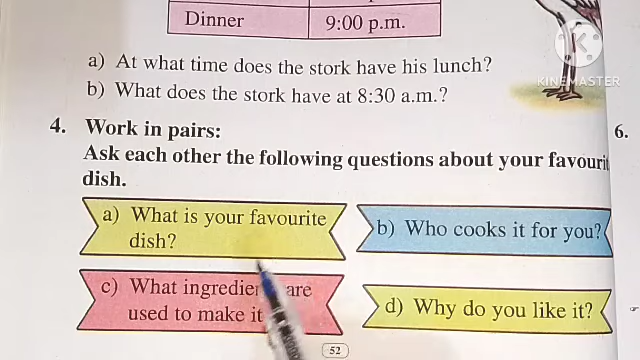 Dinner 9:00 p.m.
a) At what time does the stork have his lunch?
b) What does the stork have at 8:30 a.m.?
KINEMASTER
4. Work in pairs:
6.
Ask each other the following questions about your favouri
dish.
a) What is your favourite
dish?
b) Who cooks it for you?
c) What ingredien are
used to make it
d) Why do you like it?
52